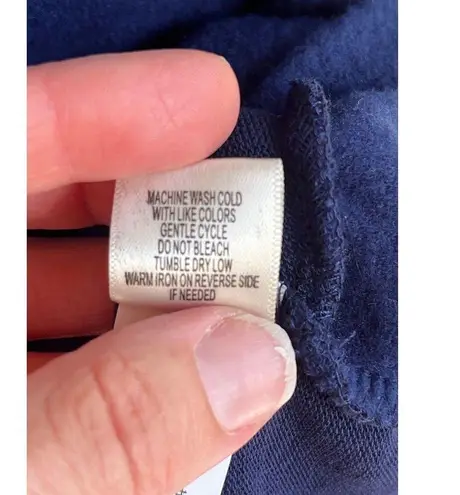 MACHINE WASH COLD
WITH LIKE COLORS
GENTLE CYCLE
DO NOT BLEACH
TUMBLE DRY LOW
WARM IRON ON REVERSE SIDE
IF NEEDED